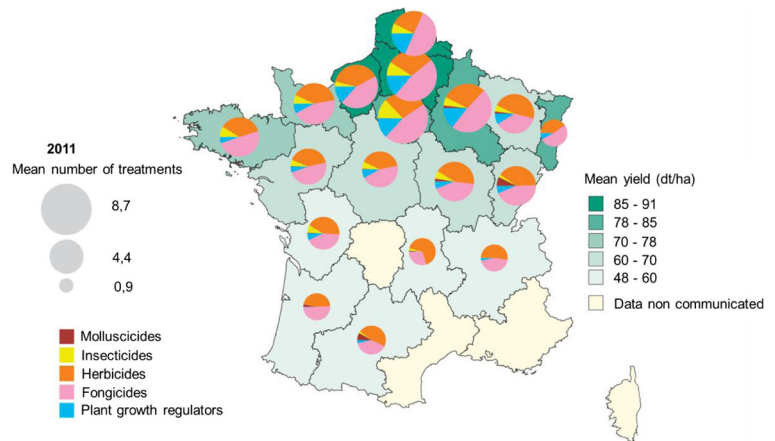 2011
Mean number of treatments
8,7
4,4
0,9
Molluscicides
Insecticides
Herbicides
Fongicides
Plant growth regulators
Mean yield (dt/ha)
85 - 91
78 - 85
70 - 78
60 - 70
48 - 60
Data non communicated